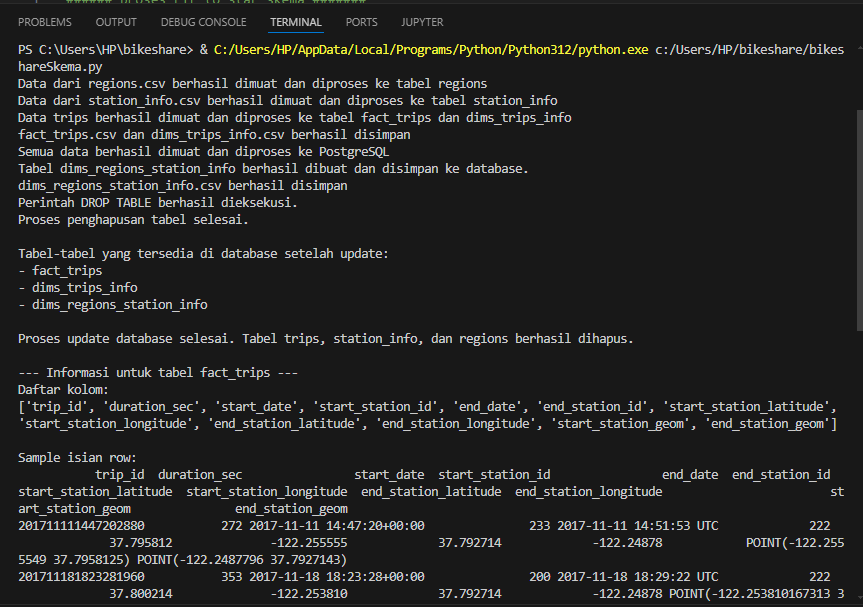 PROBLEMS OUTPUT DEBUG CONSOLE TERMINAL PORTS JUPYTER
PS C:\Users\HP\bikeshare> & C:/Users/HP/AppData/Local/Programs/Python/Python312/python.exe c:/Users/HP/bikeshare/bikes
hareSkema.py
Data dari regions.csv berhasil dimuat dan diproses ke tabel regions
Data dari station_info.csv berhasil dimuat dan diproses ke tabel station_info
Data trips berhasil dimuat dan diproses ke tabel fact_trips dan dims_trips_info
fact_trips.csv dan dims_trips_info.csv berhasil disimpan
Semua data berhasil dimuat dan diproses ke PostgreSQL
Tabel dims_regions_station_info berhasil dibuat dan disimpan ke database.
dims_regions_station_info.csv berhasil disimpan
Perintah DROP TABLE berhasil dieksekusi.
Proses penghapusan tabel selesai.
Tabel-tabel yang tersedia di database setelah update:
- fact_trips
- dims_trips_info
- dims_regions_station_info
Proses update database selesai. Tabel trips, station_info, dan regions berhasil dihapus.
--- Informasi untuk tabel fact_trips ---
Daftar kolom:
['trip_id', 'duration_sec', 'start_date', 'start_station_id', 'end_date', 'end_station_id', 'start_station_latitude',
'start_station_longitude', 'end_station_latitude', 'end_station_longitude', 'start_station_geom', 'end_station_geom']
Sample isian row:
trip_id duration_sec start_date start_station_id end_date end_station_id
start_station_latitude start_station_longitude end_station_latitude end_station_longitude st
art_station_geom end_station_geom
201711111447202880 272 2017-11-11 14:47:20+00:00 233 2017-11-11 14:51:53 UTC 222
37.795812 -122.255555 37.792714 -122.24878 POINT(-122.255
5549 37.7958125) POINT(-122.2487796 37.7927143)
201711181823281960 353 2017-11-18 18:23:28+00:00 200 2017-11-18 18:29:22 UTC 222
37.800214 -122.253810 37.792714 -122.24878 POINT(-122.253810167313 3